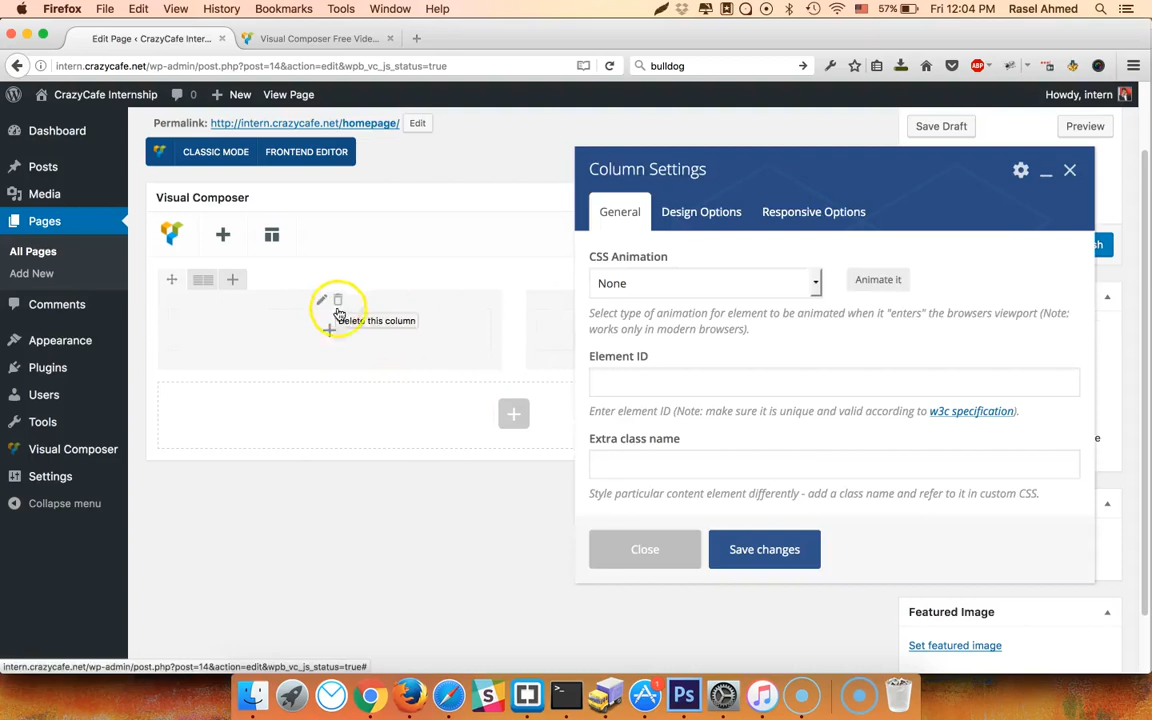 Firefox File Edit View History Bookmarks Tools Window Help 57% Fri 12:04 PM Rasel Ahmed
Edit Page ‹ CrazyCafe Inter... × Visual Composer Free Vide... × +
intern.crazycafe.net/wp-admin/post.php?post=14&action=edit&wpb_vc_js_status=true bulldog
CrazyCafe Internship 0 + New View Page Howdy, intern
Dashboard
Posts
Media
Pages
All Pages
Add New
Comments
Appearance
Plugins
Users
Tools
Visual Composer
Settings
Collapse menu
Permalink: http://intern.crazycafe.net/homepage/ Edit
CLASSIC MODE FRONTEND EDITOR
Visual Composer
Delete this column
Save Draft Preview
Column Settings
General Design Options Responsive Options
CSS Animation
None Animate it
Select type of animation for element to be animated when it "enters" the browsers viewport (Note:
works only in modern browsers).
Element ID
Enter element ID (Note: make sure it is unique and valid according to w3c specification).
Extra class name
Style particular content element differently - add a class name and refer to it in custom CSS.
Close Save changes
Featured Image
Set featured image
intern.crazycafe.net/wp-admin/post.php?post=14&action=edit&wpb_vc_js_status=true#
Ps